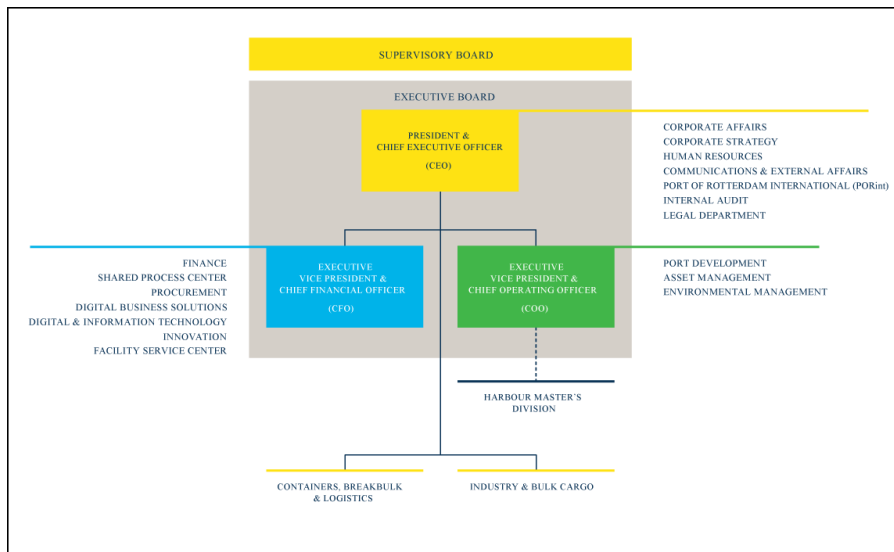 SUPERVISORY BOARD
EXECUTIVE BOARD
PRESIDENT &
CHIEF EXECUTIVE OFFICER
(CEO)
CORPORATE AFFAIRS
CORPORATE STRATEGY
HUMAN RESOURCES
COMMUNICATIONS & EXTERNAL AFFAIRS
PORT OF ROTTERDAM INTERNATIONAL (PORint)
INTERNAL AUDIT
LEGAL DEPARTMENT
FINANCE
SHARED PROCESS CENTER
PROCUREMENT
DIGITAL BUSINESS SOLUTIONS
DIGITAL & INFORMATION TECHNOLOGY
INNOVATION
FACILITY SERVICE CENTER
EXECUTIVE
VICE PRESIDENT &
CHIEF FINANCIAL OFFICER
(CFO)
EXECUTIVE
VICE PRESIDENT &
CHIEF OPERATING OFFICER
(COO)
PORT DEVELOPMENT
ASSET MANAGEMENT
ENVIRONMENTAL MANAGEMENT
HARBOUR MASTER´S
DIVISION
CONTAINERS, BREAKBULK
& LOGISTICS
INDUSTRY & BULK CARGO